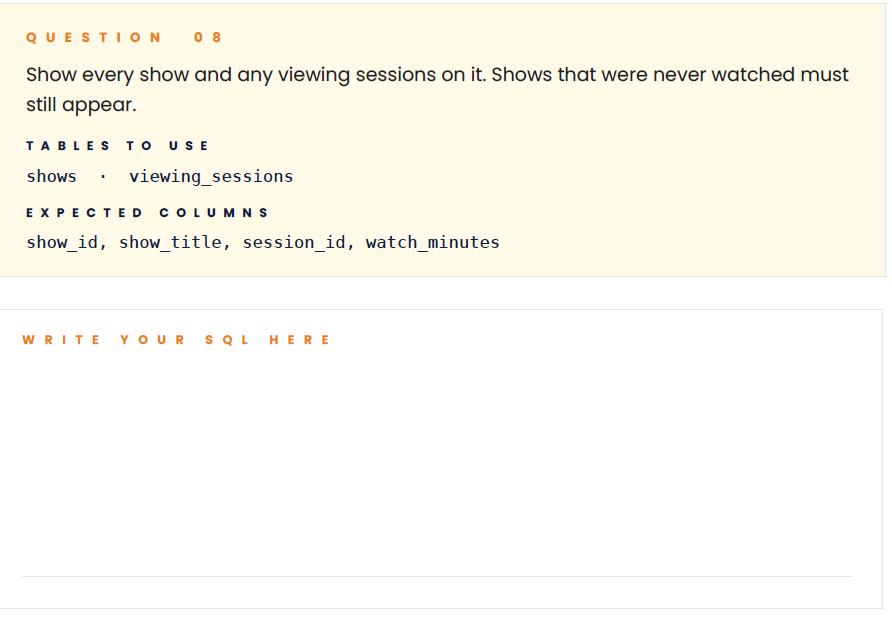 QUESTION 08
Show every show and any viewing sessions on it. Shows that were never watched must
still appear.
TABLES TO USE
shows · viewing_sessions
EXPECTED COLUMNS
show_id, show_title, session_id, watch_minutes
WRITE YOUR SQL HERE